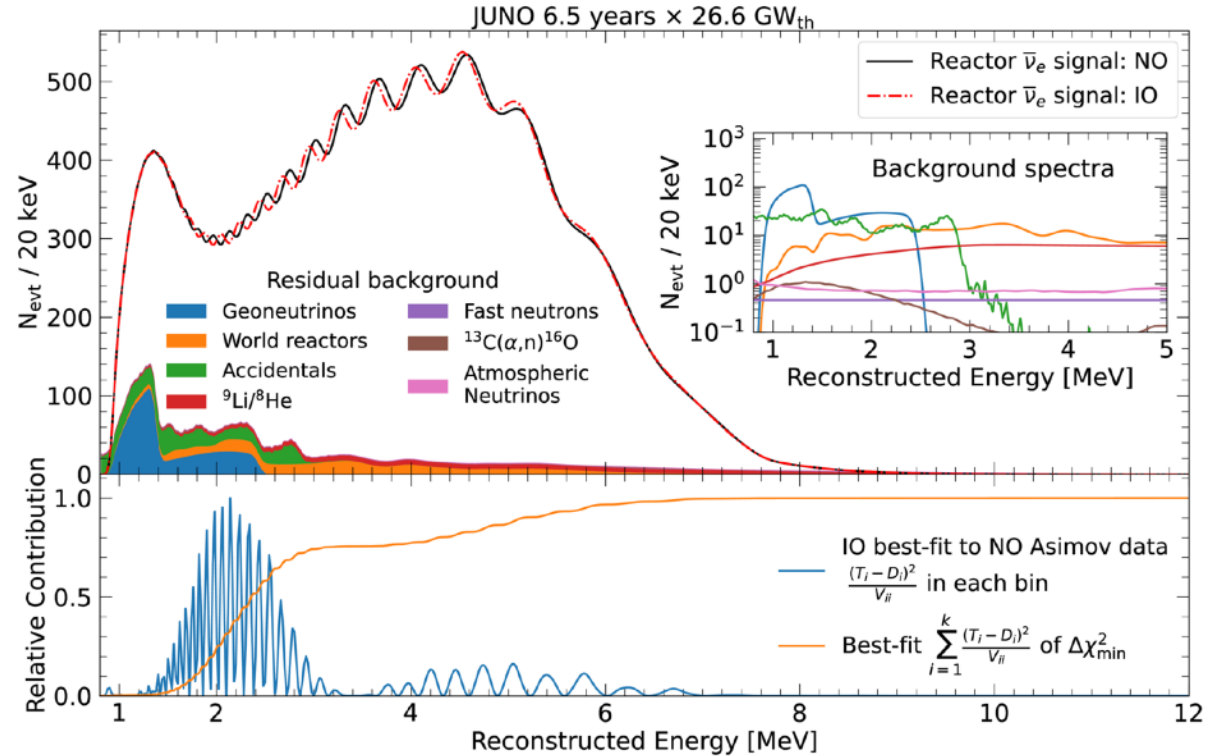 JUNO 6.5 years × 26.6 GW_th
Reactor ν̅_e signal: NO
Reactor ν̅_e signal: IO
N_evt / 20 keV
500
400
300
200
100
0
Background spectra
N_evt / 20 keV
10^3
10^2
10^1
10^0
10^-1
1 2 3 4 5
Reconstructed Energy [MeV]
Residual background
Geoneutrinos
World reactors
Accidentals
^9Li/^8He
Fast neutrons
^13C(α,n)^16O
Atmospheric
Neutrinos
Relative Contribution
1.0
0.5
0.0
IO best-fit to NO Asimov data
(T_i − D_i)^2 / V_ii in each bin
Best-fit ∑_{i=1}^{k} (T_i − D_i)^2 / V_ii of Δχ^2_min
1 2 4 6 8 10 12
Reconstructed Energy [MeV]